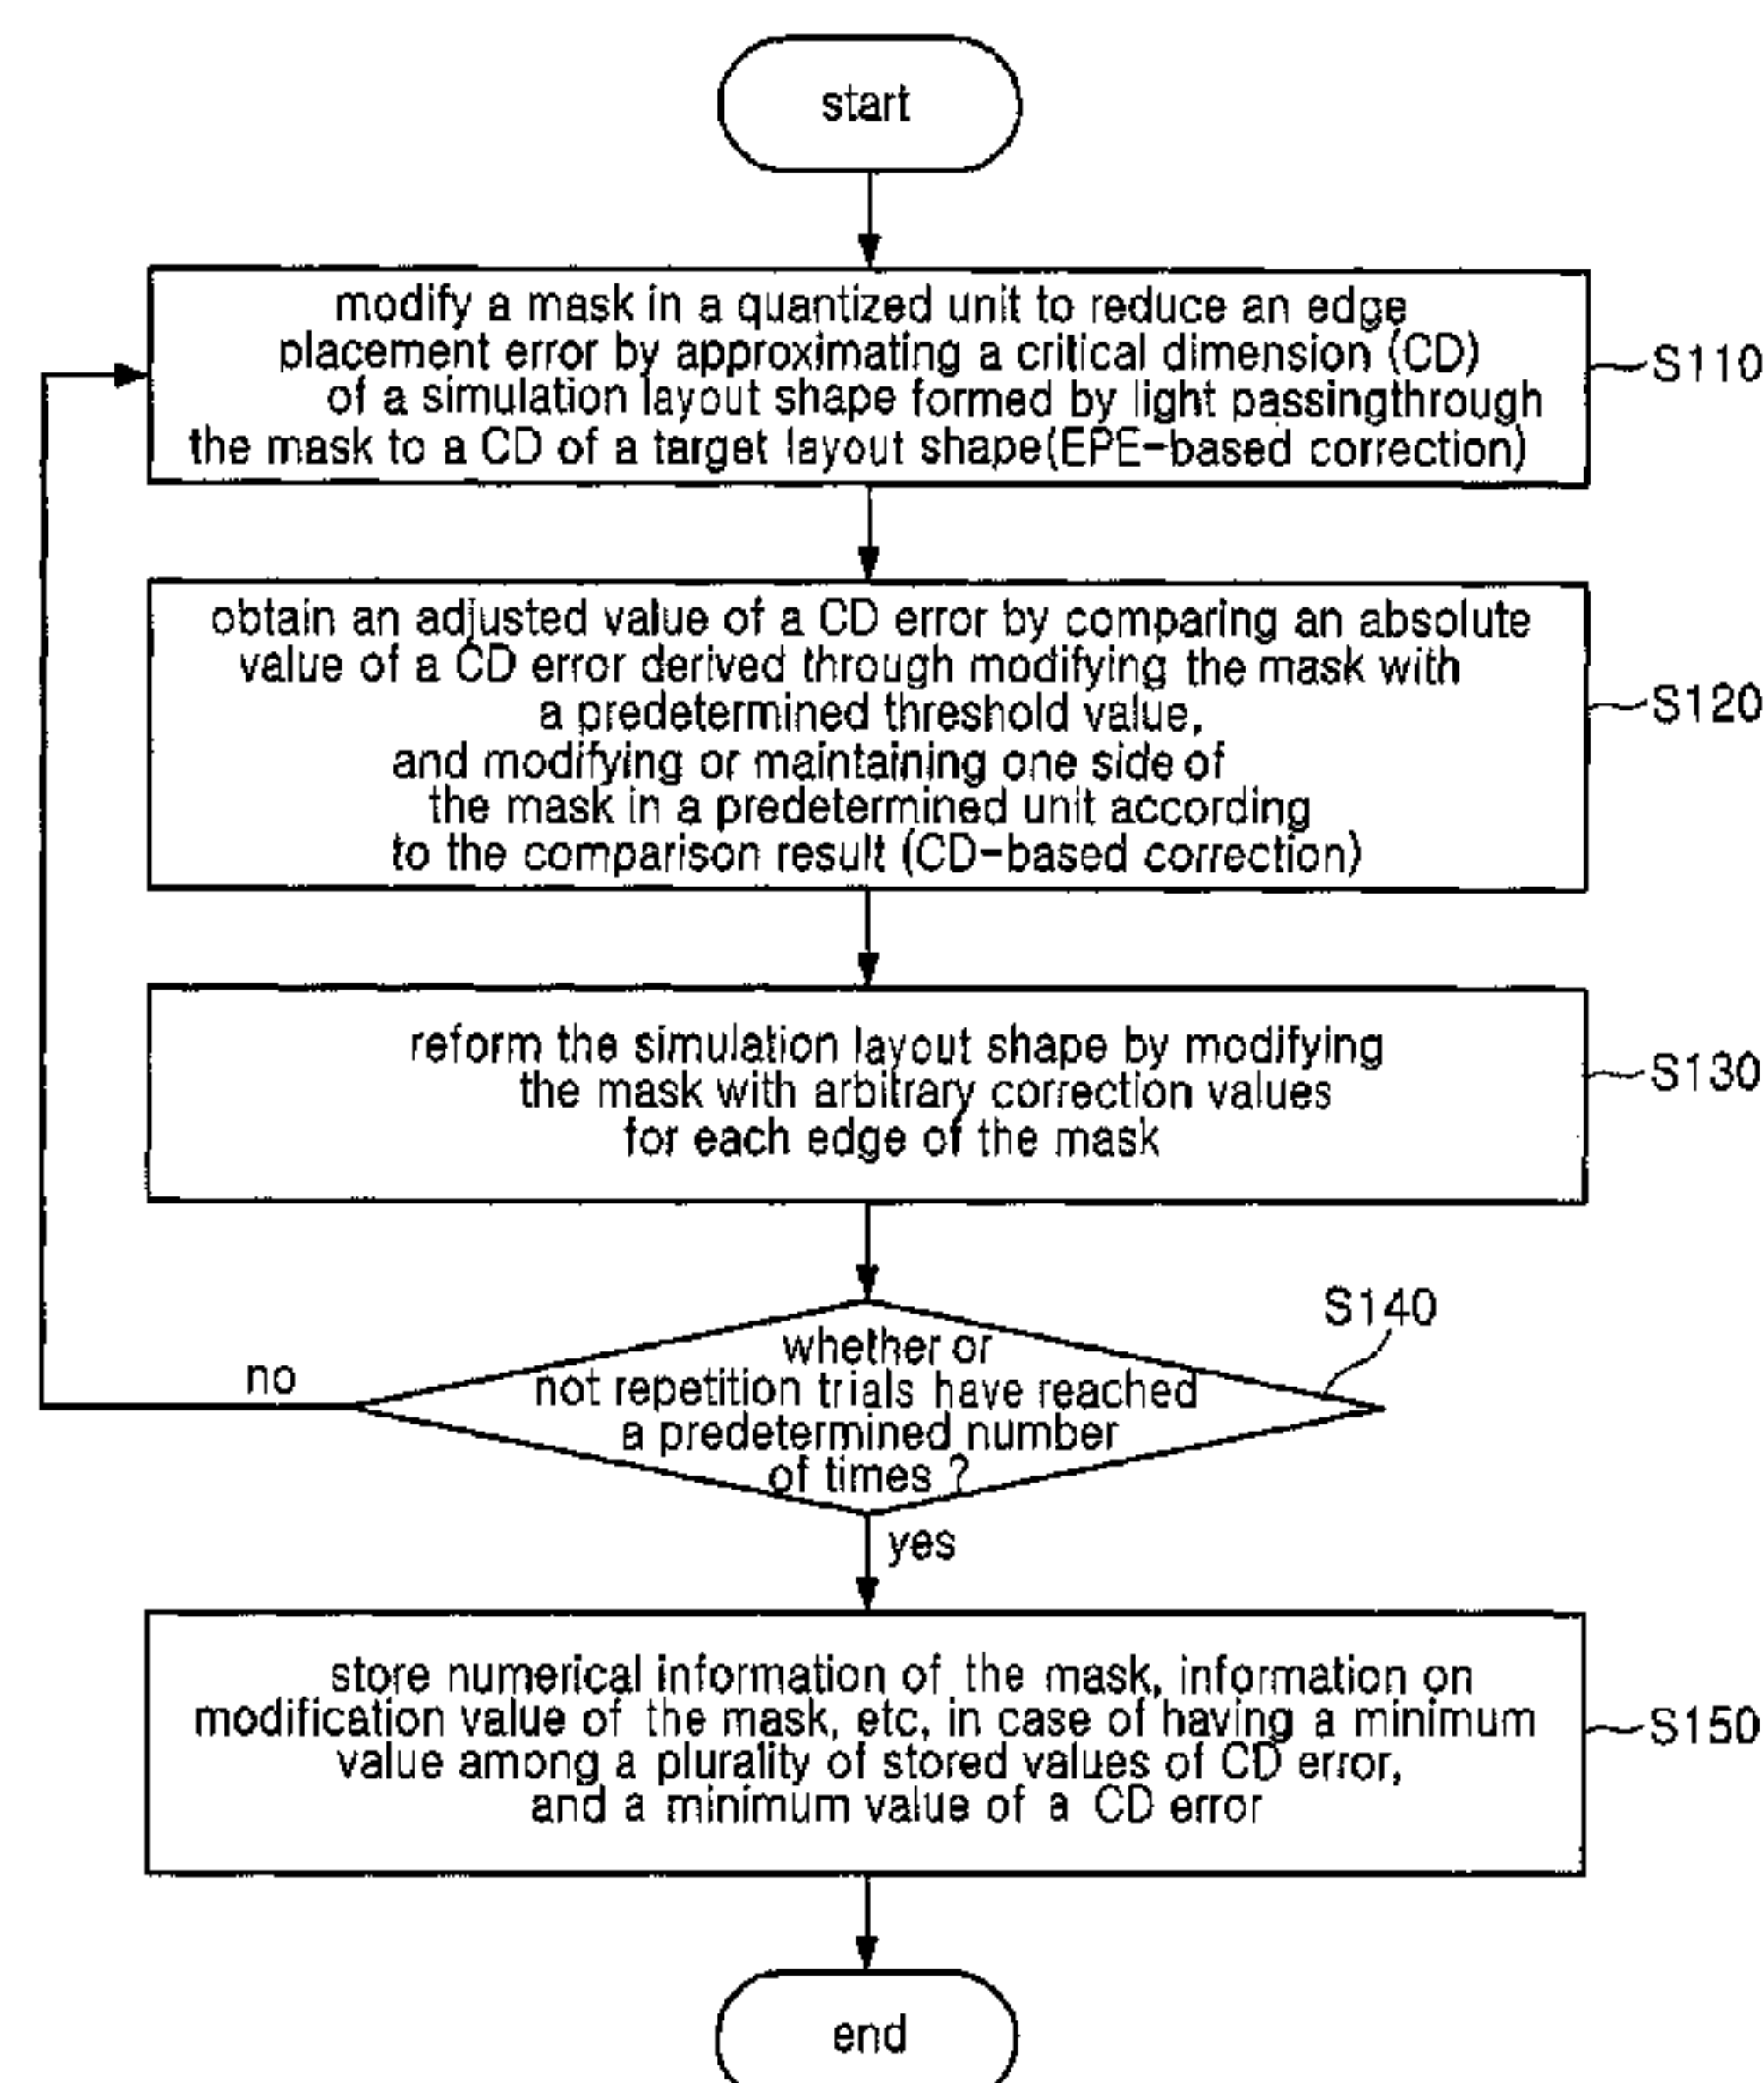 start
modify a mask in a quantized unit to reduce an edge
placement error by approximating a critical dimension (CD)
of a simulation layout shape formed by light passingthrough
the mask to a CD of a target layout shape(EPE-based correction)
S110
obtain an adjusted value of a CD error by comparing an absolute
value of a CD error derived through modifying the mask with
a predetermined threshold value,
and modifying or maintaining one side of
the mask in a predetermined unit according
to the comparison result (CD-based correction)
S120
reform the simulation layout shape by modifying
the mask with arbitrary correction values
for each edge of the mask
S130
S140
whether or
not repetition trials have reached
a predetermined number
of times ?
no
yes
store numerical information of the mask, information on
modification value of the mask, etc, in case of having a minimum
value among a plurality of stored values of CD error,
and a minimum value of a CD error
S150
end